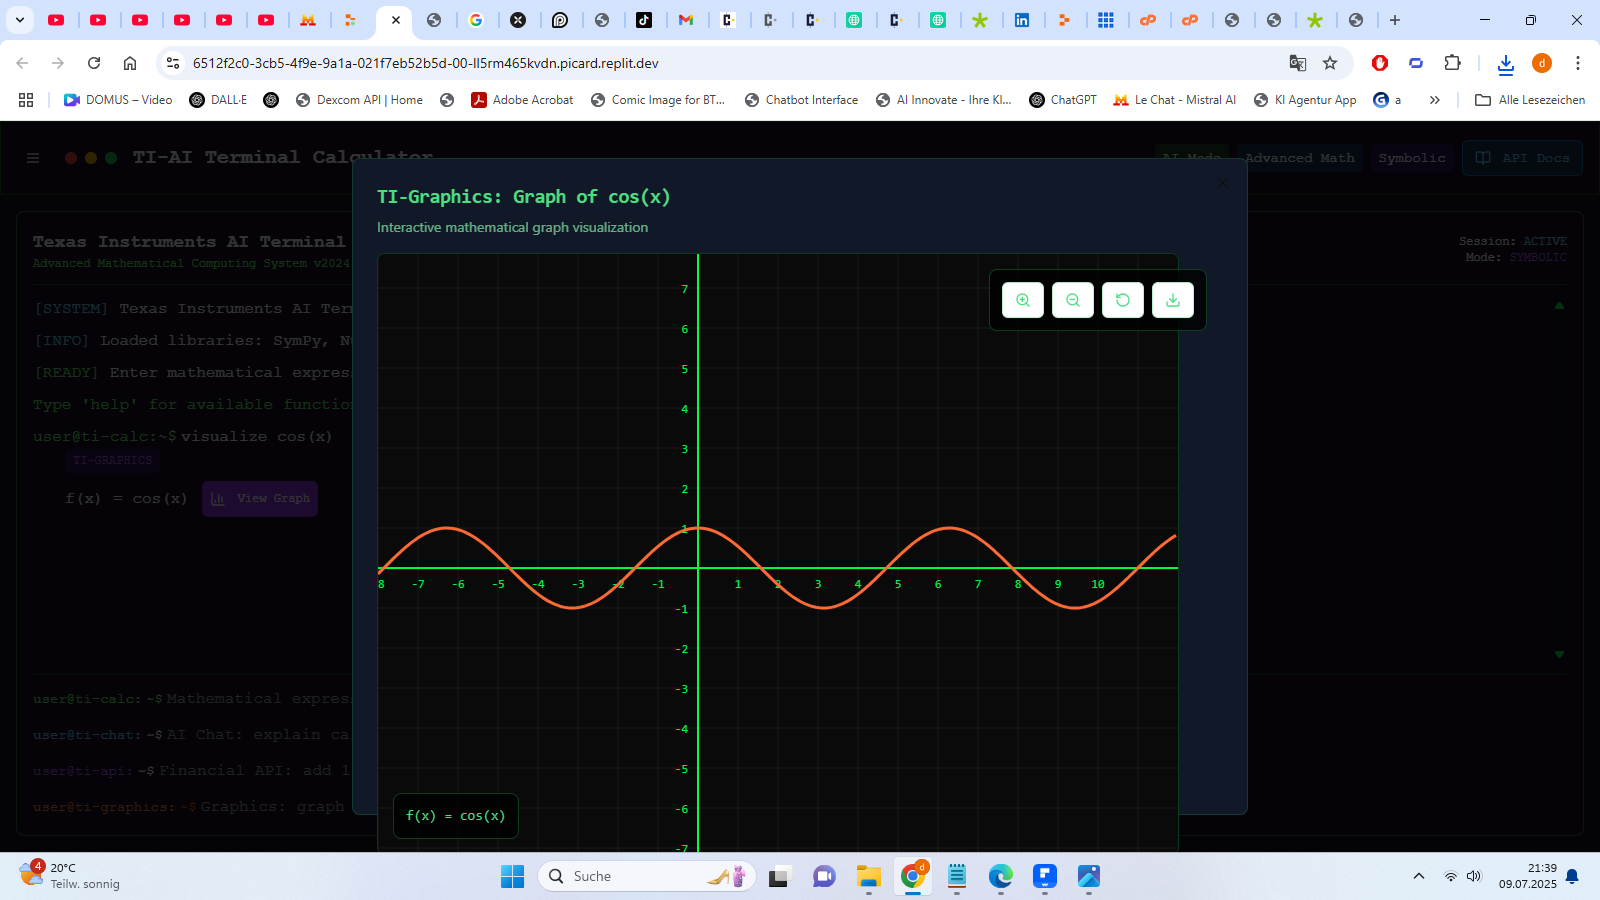 6512f2c0-3cb5-4f9e-9a1a-021f7eb52b5d-00-ll5rm465kvdn.picard.replit.dev
d
DOMUS – Video
DALL·E
Dexcom API | Home
Adobe Acrobat
Comic Image for BT...
Chatbot Interface
AI Innovate - Ihre KI...
ChatGPT
Le Chat - Mistral AI
KI Agentur App
a
»
Alle Lesezeichen
TI-AI Terminal Calculator
AI Mode
Advanced Math
Symbolic
API Docs
TI-Graphics: Graph of cos(x)
Interactive mathematical graph visualization
Texas Instruments AI Terminal
Advanced Mathematical Computing System v2024
Session: ACTIVE
Mode: SYMBOLIC
[SYSTEM] Texas Instruments AI Ter
[INFO] Loaded libraries: SymPy, N
[READY] Enter mathematical expres
Type 'help' for available functio
user@ti-calc:~$ visualize cos(x)
TI-GRAPHICS
f(x) = cos(x)
View Graph
7
6
5
4
3
2
1
8 -7 -6 -5 -4 -3 -2 -1 1 2 3 4 5 6 7 8 9 10
-1
-2
-3
-4
-5
-6
-7
f(x) = cos(x)
user@ti-calc:~$ Mathematical expres
user@ti-chat:~$ AI Chat: explain ca
user@ti-api:~$ Financial API: add 1
user@ti-graphics:~$ Graphics: graph
4
20°C
Teilw. sonnig
Suche
d
21:39
09.07.2025